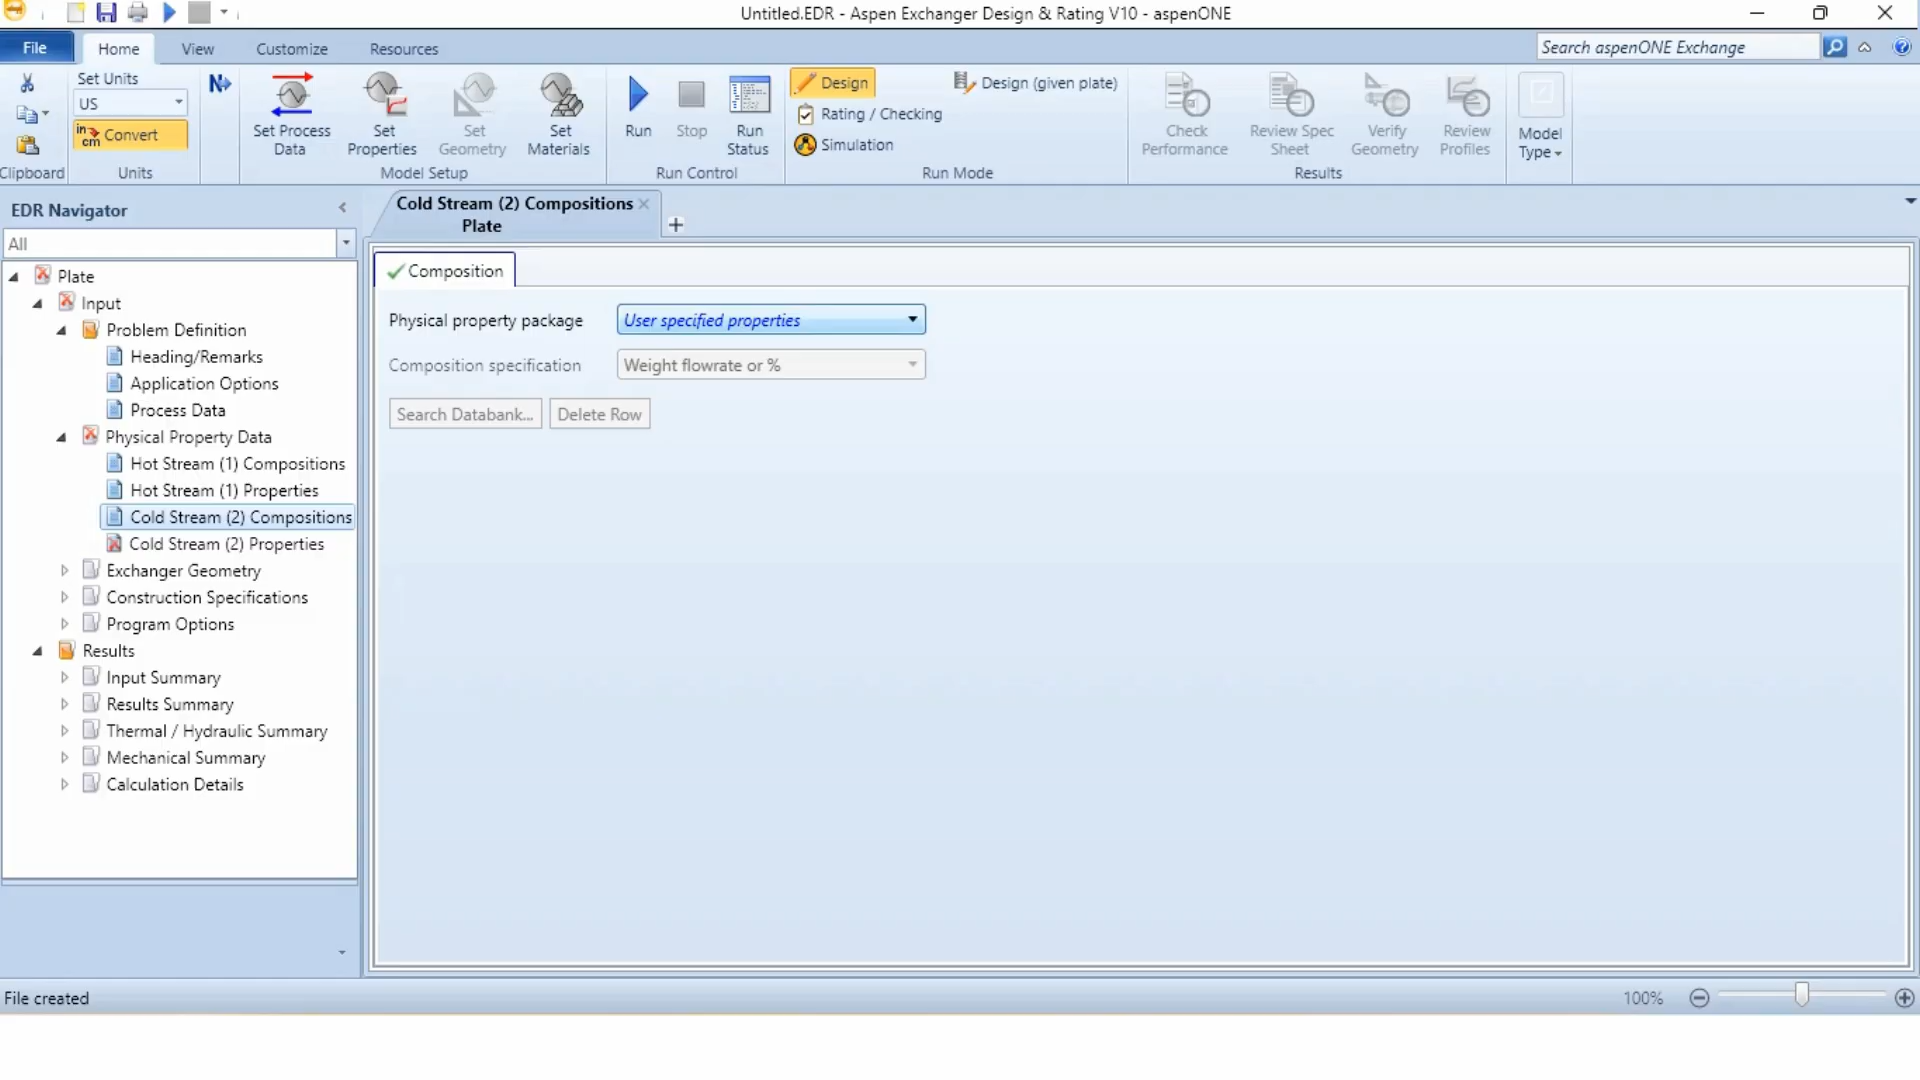 Untitled.EDR - Aspen Exchanger Design & Rating V10 - aspenONE
File Home View Customize Resources
Search aspenONE Exchange
Set Units
US
Convert
in
cm
Set Process Data
Set Properties
Set Geometry
Set Materials
Run
Stop
Run Status
Design
Rating / Checking
Simulation
Design (given plate)
Check Performance
Review Spec Sheet
Verify Geometry
Review Profiles
Model Type
Clipboard
Units
Model Setup
Run Control
Run Mode
Results
EDR Navigator
All
Plate
Input
Problem Definition
Heading/Remarks
Application Options
Process Data
Physical Property Data
Hot Stream (1) Compositions
Hot Stream (1) Properties
Cold Stream (2) Compositions
Cold Stream (2) Properties
Exchanger Geometry
Construction Specifications
Program Options
Results
Input Summary
Results Summary
Thermal / Hydraulic Summary
Mechanical Summary
Calculation Details
Cold Stream (2) Compositions
Plate
Composition
Physical property package User specified properties
Composition specification Weight flowrate or %
Search Databank... Delete Row
File created
100%